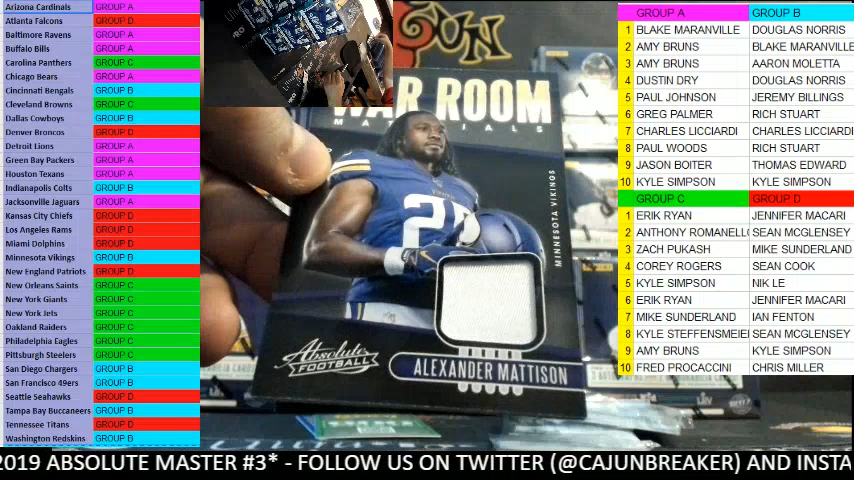 Arizona Cardinals GROUP A
Atlanta Falcons GROUP D
Baltimore Ravens GROUP A
Buffalo Bills GROUP A
Carolina Panthers GROUP C
Chicago Bears GROUP A
Cincinnati Bengals GROUP B
Cleveland Browns GROUP C
Dallas Cowboys GROUP B
Denver Broncos GROUP D
Detroit Lions GROUP A
Green Bay Packers GROUP A
Houston Texans GROUP A
Indianapolis Colts GROUP B
Jacksonville Jaguars GROUP A
Kansas City Chiefs GROUP D
Los Angeles Rams GROUP D
Miami Dolphins GROUP D
Minnesota Vikings GROUP B
New England Patriots GROUP D
New Orleans Saints GROUP C
New York Giants GROUP C
New York Jets GROUP C
Oakland Raiders GROUP C
Philadelphia Eagles GROUP C
Pittsburgh Steelers GROUP C
San Diego Chargers GROUP B
San Francisco 49ers GROUP B
Seattle Seahawks GROUP D
Tampa Bay Buccaneers GROUP B
Tennessee Titans GROUP D
Washington Redskins GROUP B
WAR ROOM
MATERIALS
MINNESOTA VIKINGS
Absolute
FOOTBALL
ALEXANDER MATTISON
GROUP A GROUP B
1 BLAKE MARANVILLE DOUGLAS NORRIS
2 AMY BRUNS BLAKE MARANVILLE
3 AMY BRUNS AARON MOLETTA
4 DUSTIN DRY DOUGLAS NORRIS
5 PAUL JOHNSON JEREMY BILLINGS
6 GREG PALMER RICH STUART
7 CHARLES LICCIARDI CHARLES LICCIARDI
8 PAUL WOODS RICH STUART
9 JASON BOITER THOMAS EDWARD
10 KYLE SIMPSON KYLE SIMPSON
GROUP C GROUP D
1 ERIK RYAN JENNIFER MACARI
2 ANTHONY ROMANELLO SEAN MCGLENSEY
3 ZACH PUKASH MIKE SUNDERLAND
4 COREY ROGERS SEAN COOK
5 KYLE SIMPSON NIK LE
6 ERIK RYAN JENNIFER MACARI
7 MIKE SUNDERLAND IAN FENTON
8 KYLE STEFFENSMEIE SEAN MCGLENSEY
9 AMY BRUNS KYLE SIMPSON
10 FRED PROCACCINI CHRIS MILLER
2019 ABSOLUTE MASTER #3* - FOLLOW US ON TWITTER (@CAJUNBREAKER) AND INSTA